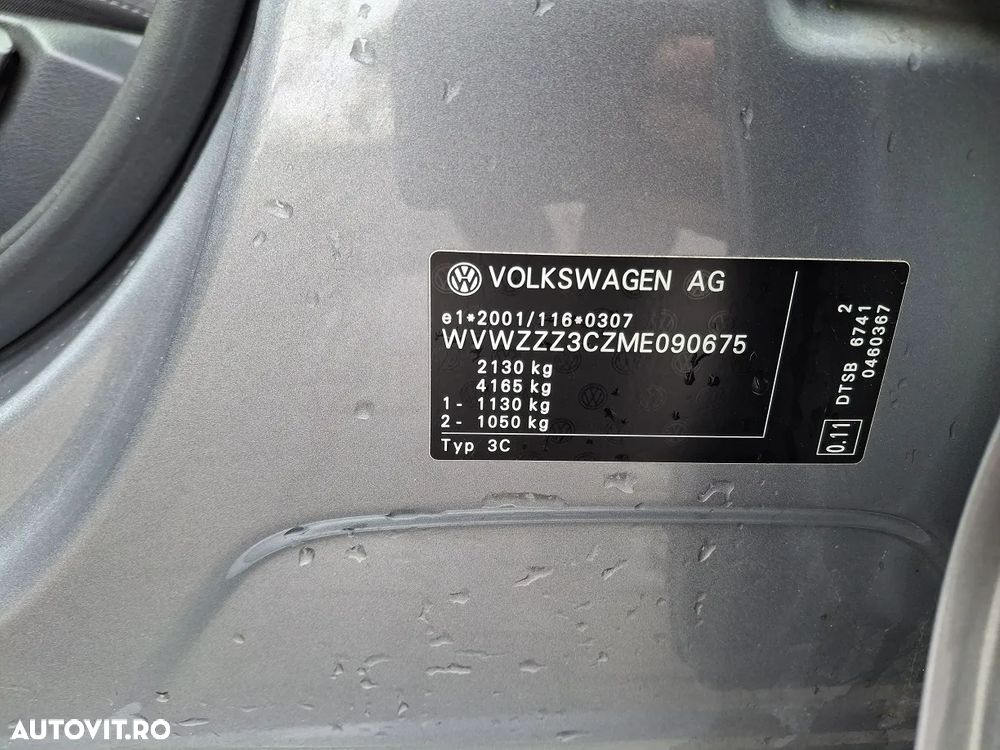 VOLKSWAGEN AG
e1*2001/116*0307
WVWZZZ3CZME090675
2130 kg
4165 kg
1- 1130 kg
2- 1050 kg
Typ 3C
0.11
DTSB 6741 2
0460367
AUTOVIT.RO